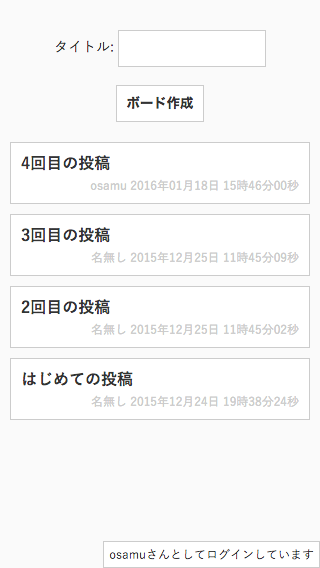 タイトル:
ボード作成
4回目の投稿
osamu 2016年01月18日 15時46分00秒
3回目の投稿
名無し 2015年12月25日 11時45分09秒
2回目の投稿
名無し 2015年12月25日 11時45分02秒
はじめての投稿
名無し 2015年12月24日 19時38分24秒
osamuさんとしてログインしています